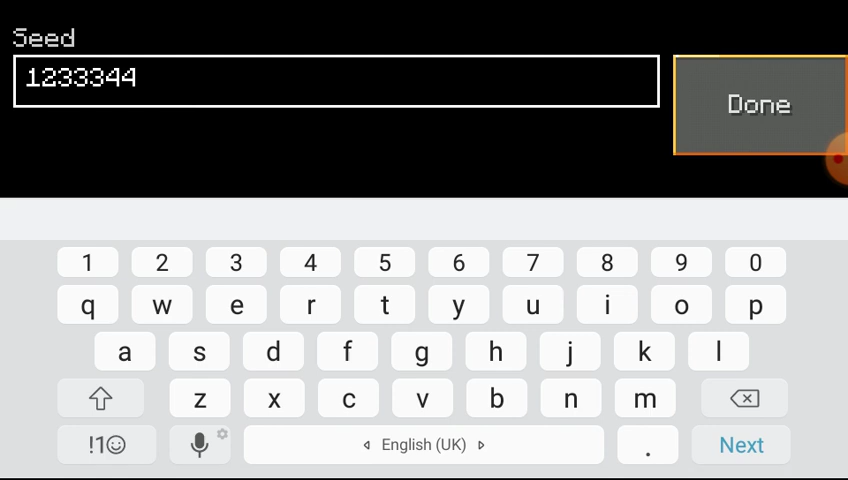 Seed
1233344
Done
1 2 3 4 5 6 7 8 9 0
q w e r t y u i o p
a s d f g h j k l
z x c v b n m
!1☺ English (UK) . Next